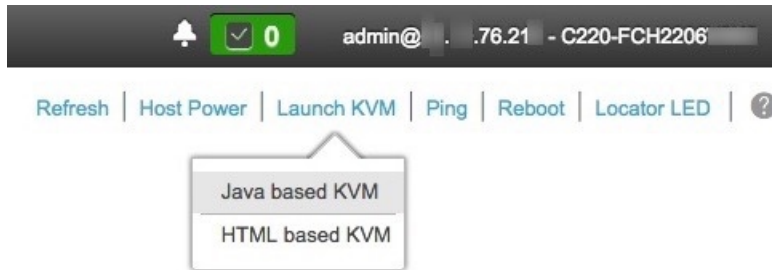 0 admin@ . .76.21 - C220-FCH2206
Refresh | Host Power | Launch KVM | Ping | Reboot | Locator LED | ?
Java based KVM
HTML based KVM